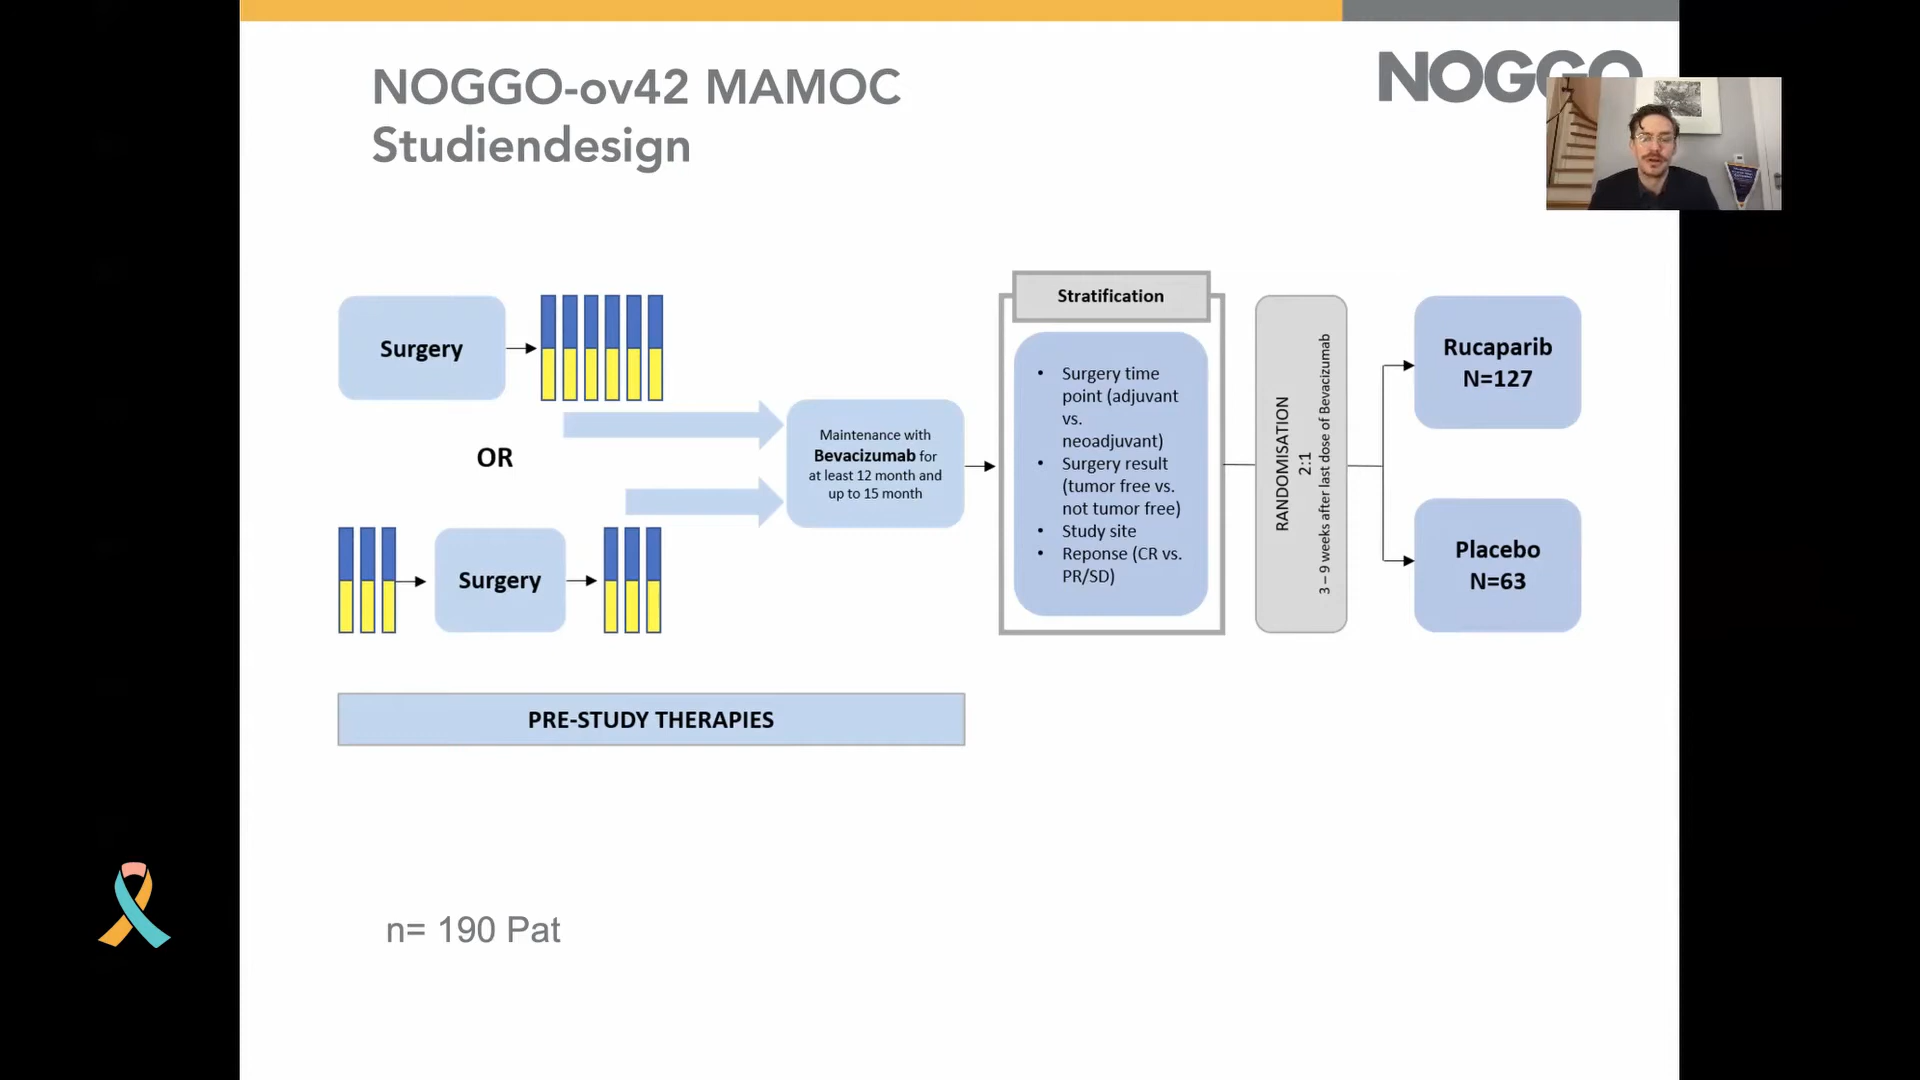 NOGGO-ov42 MAMOC
Studiendesign
NOGGO
Surgery
OR
Surgery
Maintenance with
Bevacizumab for
at least 12 month and
up to 15 month
Stratification
• Surgery time
point (adjuvant
vs.
neoadjuvant)
• Surgery result
(tumor free vs.
not tumor free)
• Study site
• Reponse (CR vs.
PR/SD)
RANDOMISATION
2:1
3 – 9 weeks after last dose of Bevacizumab
Rucaparib
N=127
Placebo
N=63
PRE-STUDY THERAPIES
n= 190 Pat